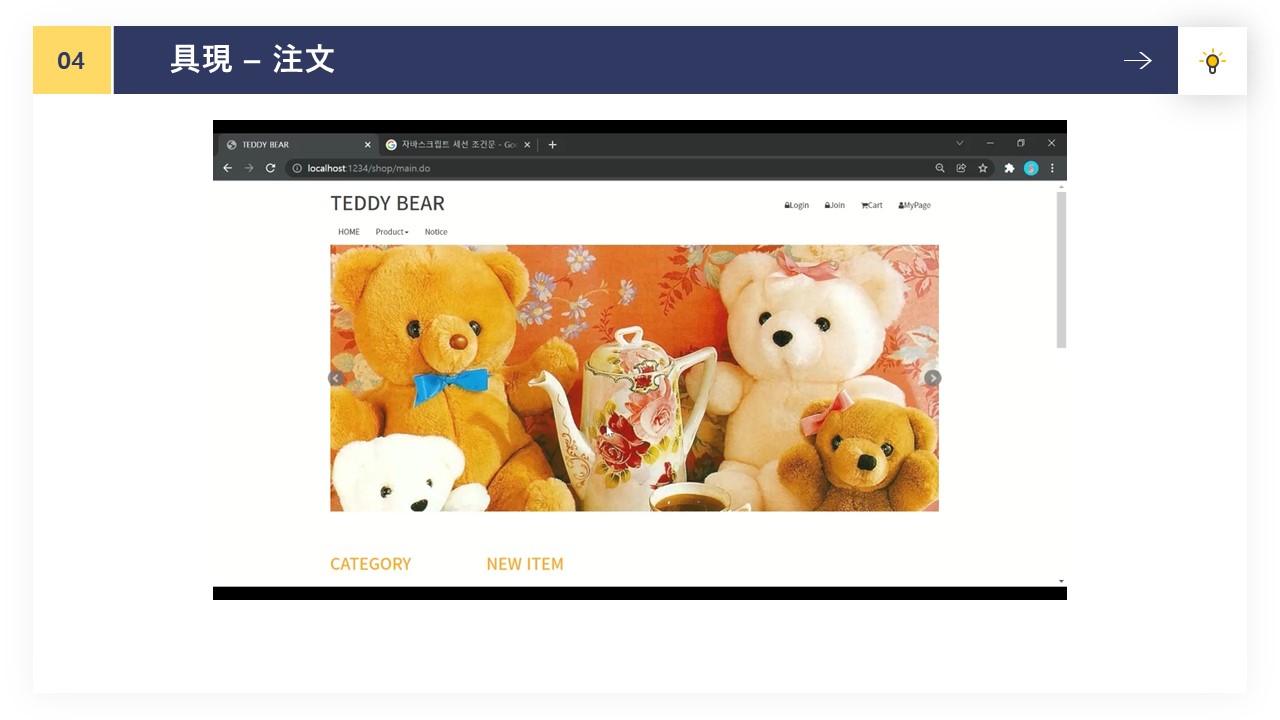 04
具現 – 注文
TEDDY BEAR
자바스크립트 세션 조건문 - Go
localhost:1234/shop/main.do
TEDDY BEAR
Login Join Cart MyPage
HOME Product Notice
CATEGORY NEW ITEM